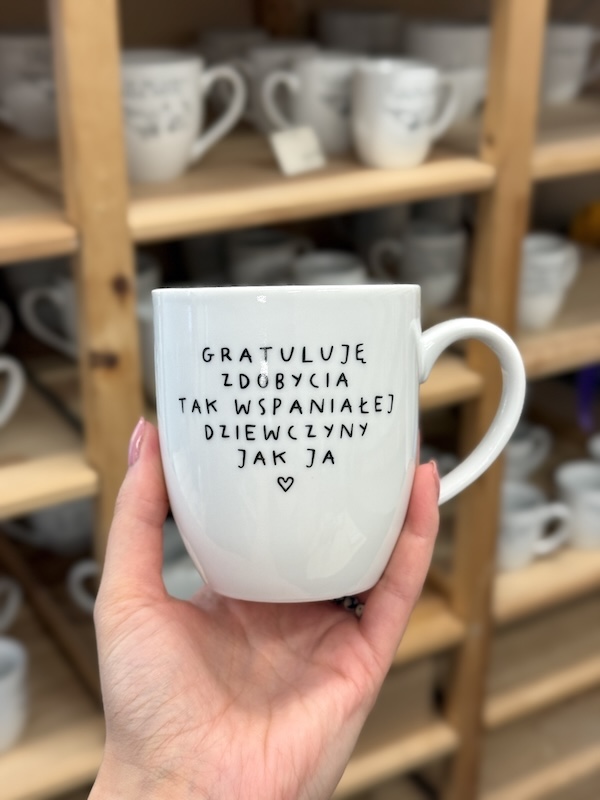 GRATULUJĘ
ZDOBYCIA
TAK WSPANIAŁEJ
DZIEWCZYNY
JAK JA
♡